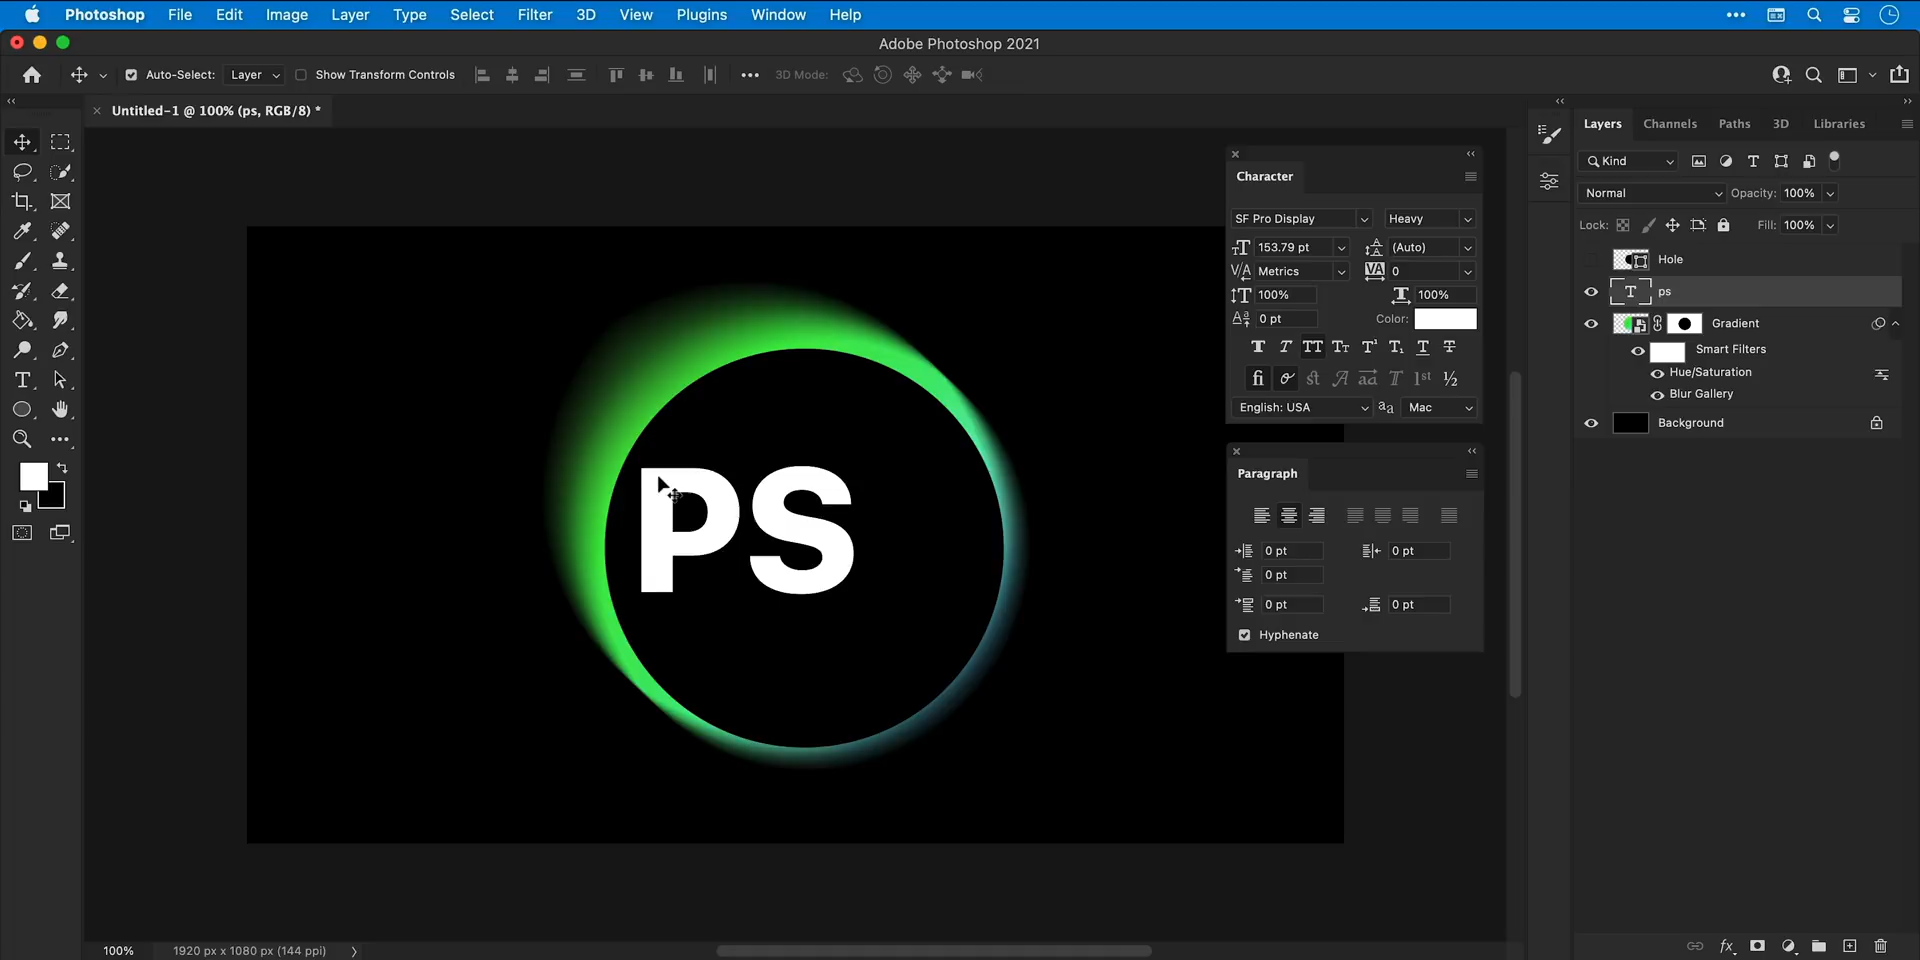 Photoshop File Edit Image Layer Type Select Filter 3D View Plugins Window Help
Adobe Photoshop 2021
Auto-Select: Layer Show Transform Controls 3D Mode:
Untitled-1 @ 100% (ps, RGB/8) *
Layers Channels Paths 3D Libraries
Kind
Normal Opacity: 100%
Lock: Fill: 100%
Hole
ps
Gradient
Smart Filters
Hue/Saturation
Blur Gallery
Background
Character
SF Pro Display Heavy
153.79 pt (Auto)
Metrics 0
100% 100%
0 pt Color:
English: USA Mac
Paragraph
0 pt 0 pt
0 pt
0 pt 0 pt
Hyphenate
PS
100% 1920 px x 1080 px (144 ppi)